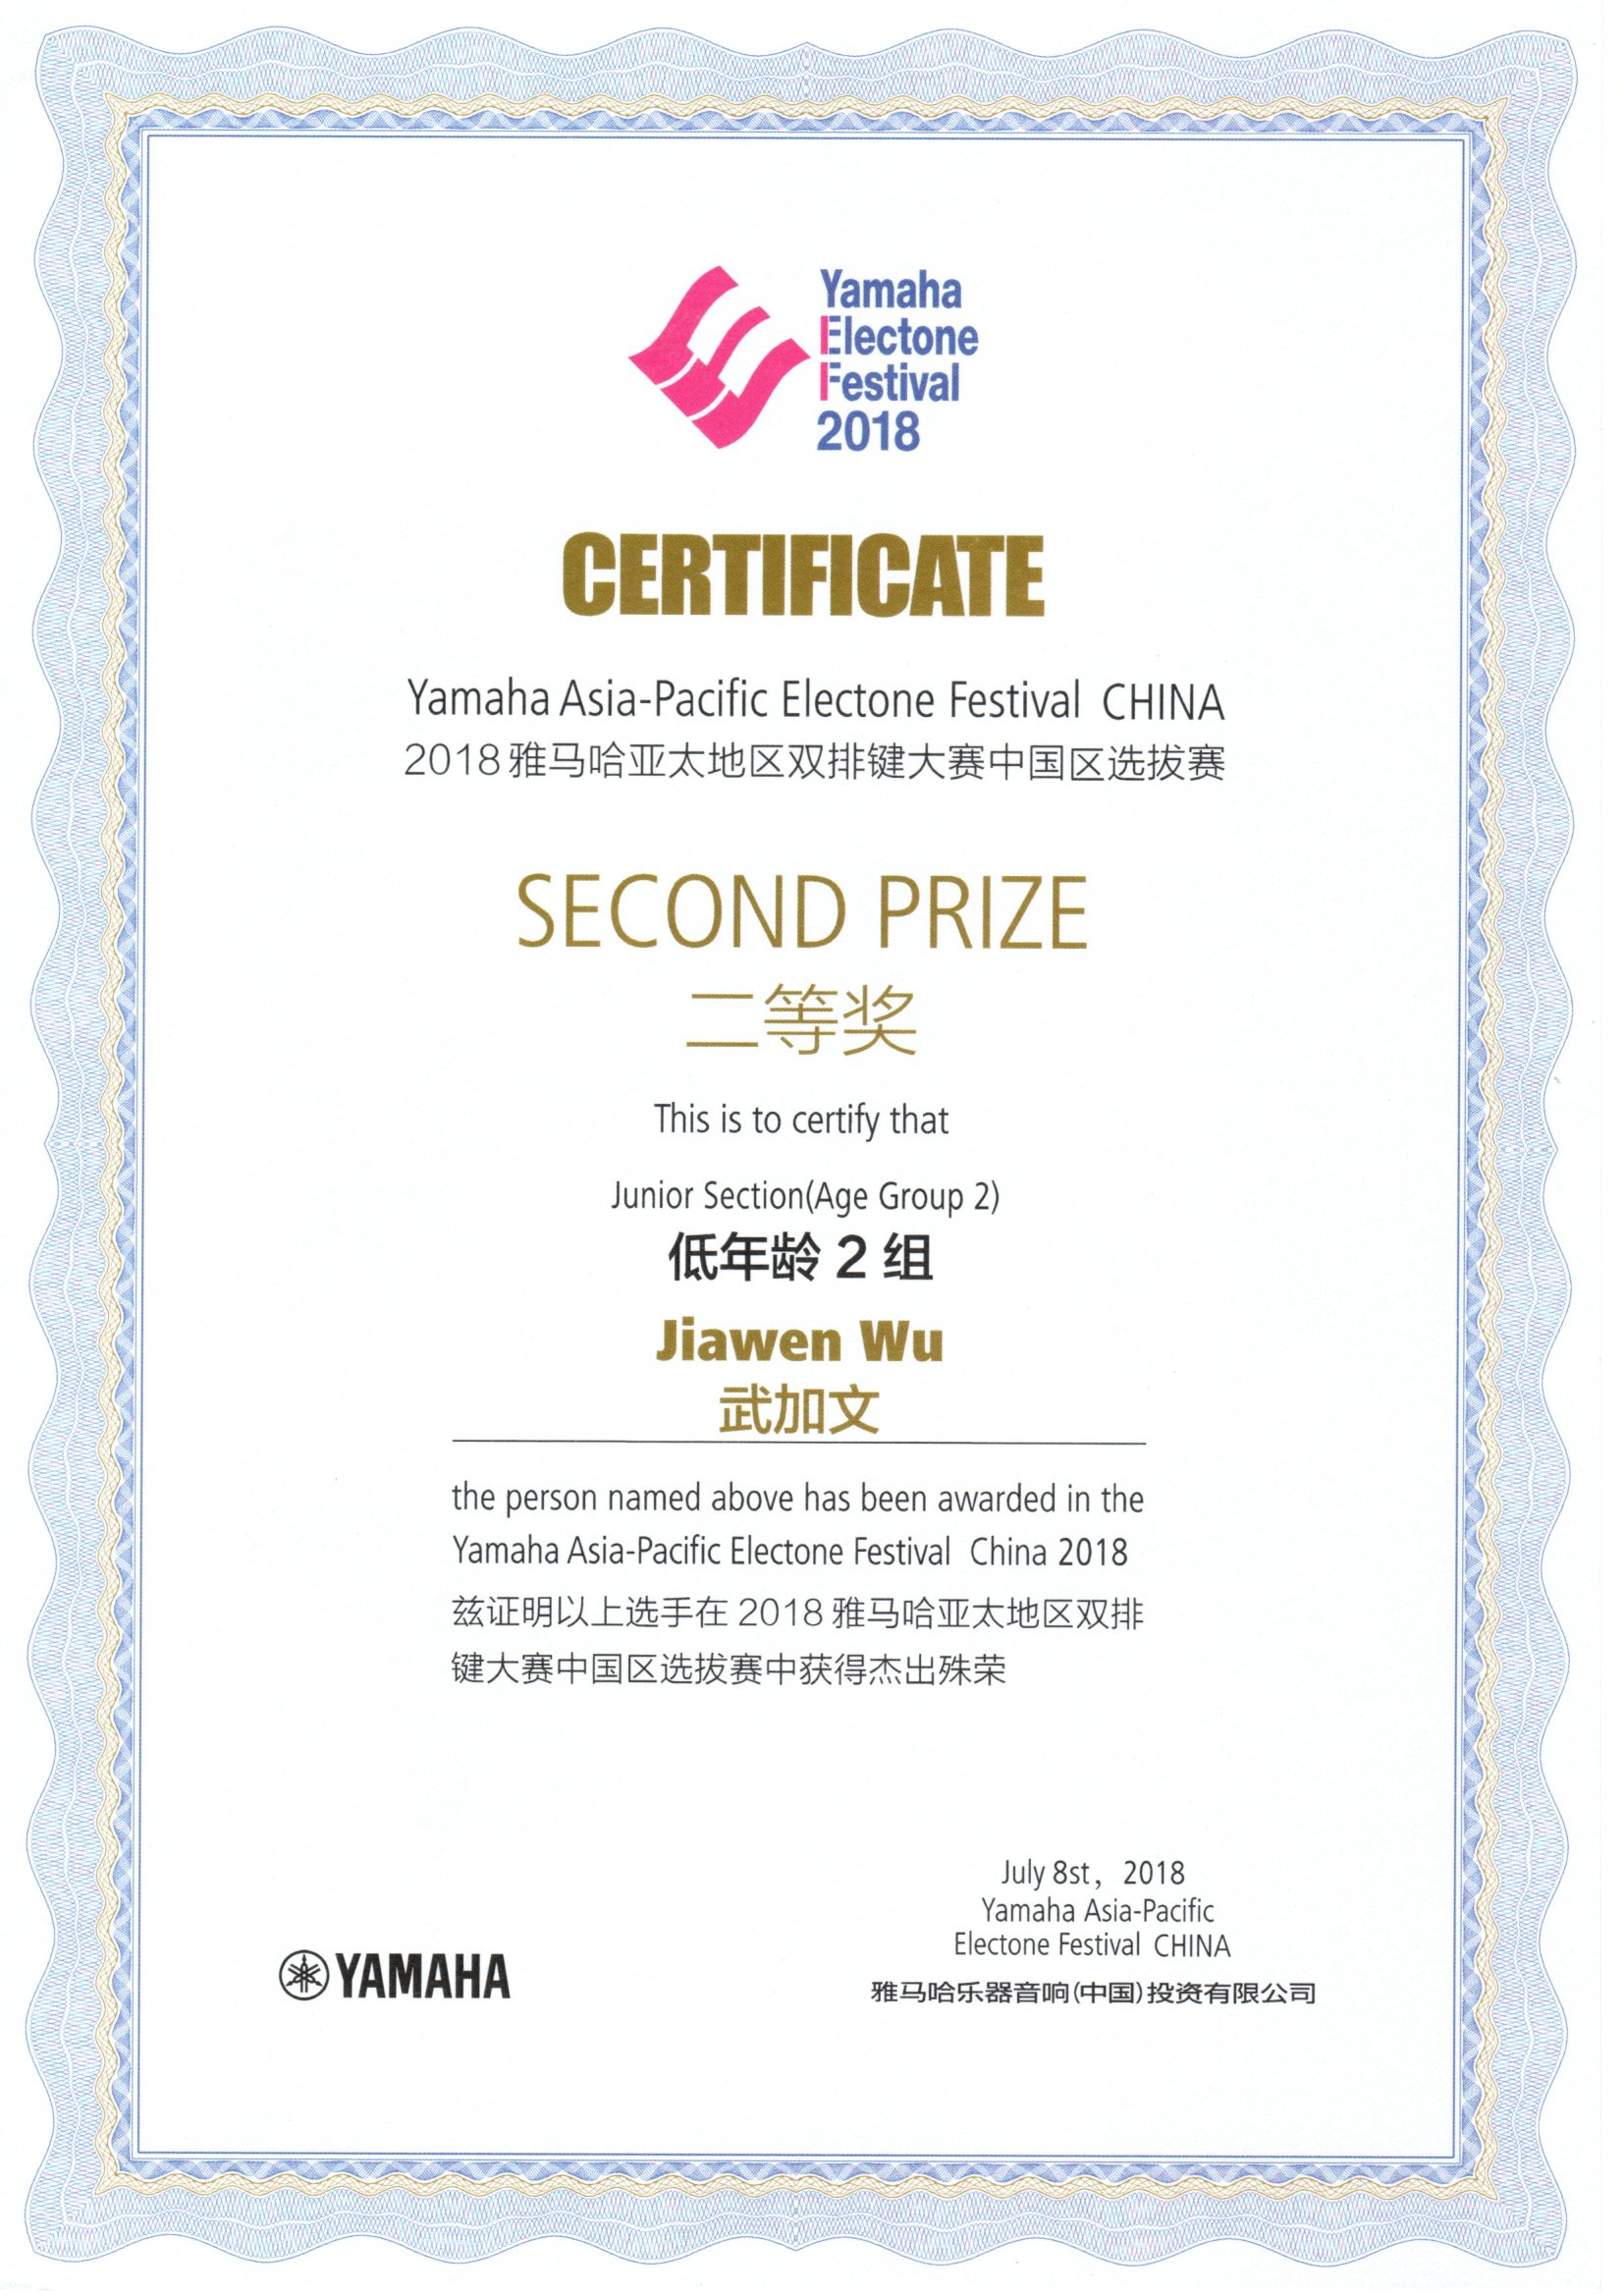 Yamaha
Electone
Festival
2018
CERTIFICATE
Yamaha Asia-Pacific Electone Festival CHINA
2018雅马哈亚太地区双排键大赛中国区选拔赛
SECOND PRIZE
二等奖
This is to certify that
Junior Section(Age Group 2)
低年龄 2 组
Jiawen Wu
武加文
the person named above has been awarded in the
Yamaha Asia-Pacific Electone Festival China 2018
兹证明以上选手在 2018 雅马哈亚太地区双排
键大赛中国区选拔赛中获得杰出殊荣
July 8st，2018
Yamaha Asia-Pacific
Electone Festival CHINA
雅马哈乐器音响(中国)投资有限公司
YAMAHA